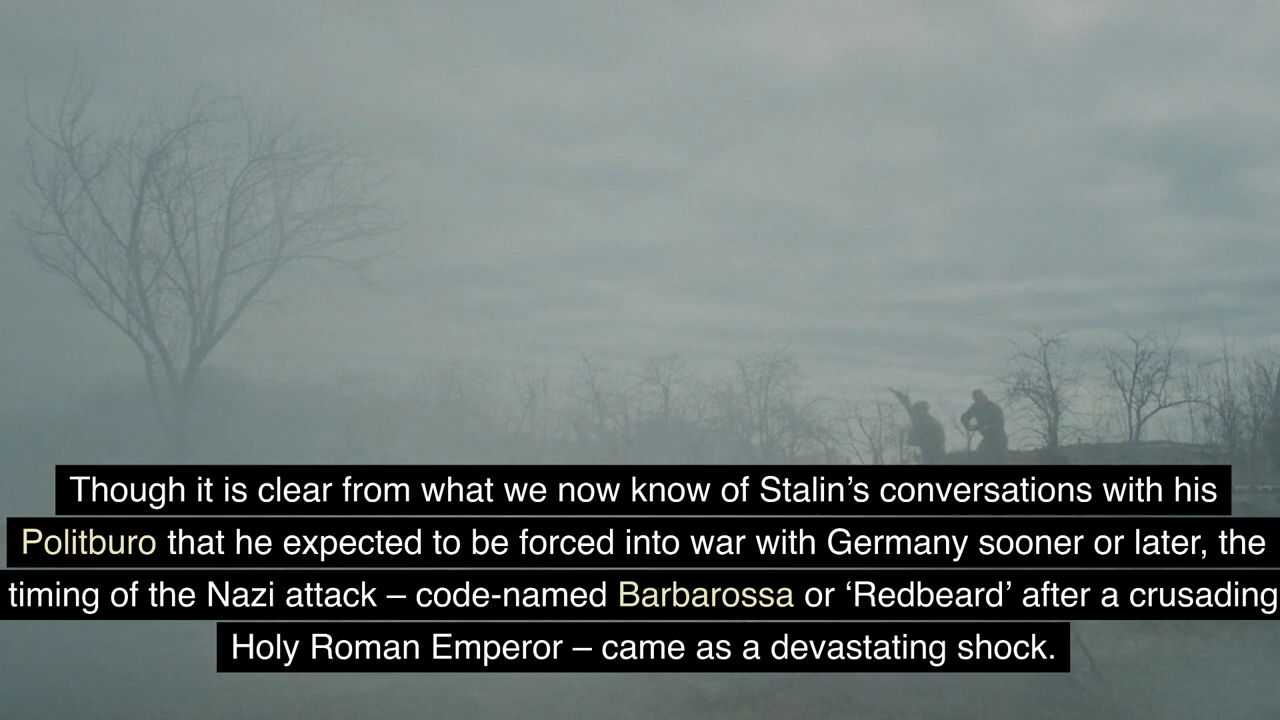 Though it is clear from what we now know of Stalin’s conversations with his
Politburo that he expected to be forced into war with Germany sooner or later, the
timing of the Nazi attack – code-named Barbarossa or ‘Redbeard’ after a crusading
Holy Roman Emperor – came as a devastating shock.